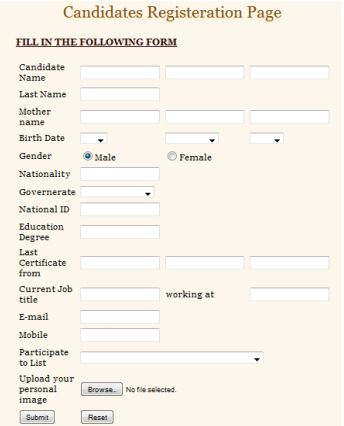 Candidates Registeration Page
FILL IN THE FOLLOWING FORM
Candidate
Name
Last Name
Mother
name
Birth Date
Gender Male Female
Nationality
Governerate
National ID
Education
Degree
Last
Certificate
from
Current Job
title working at
E-mail
Mobile
Participate
to List
Upload your
personal
image Browse.. No file selected.
Submit Reset